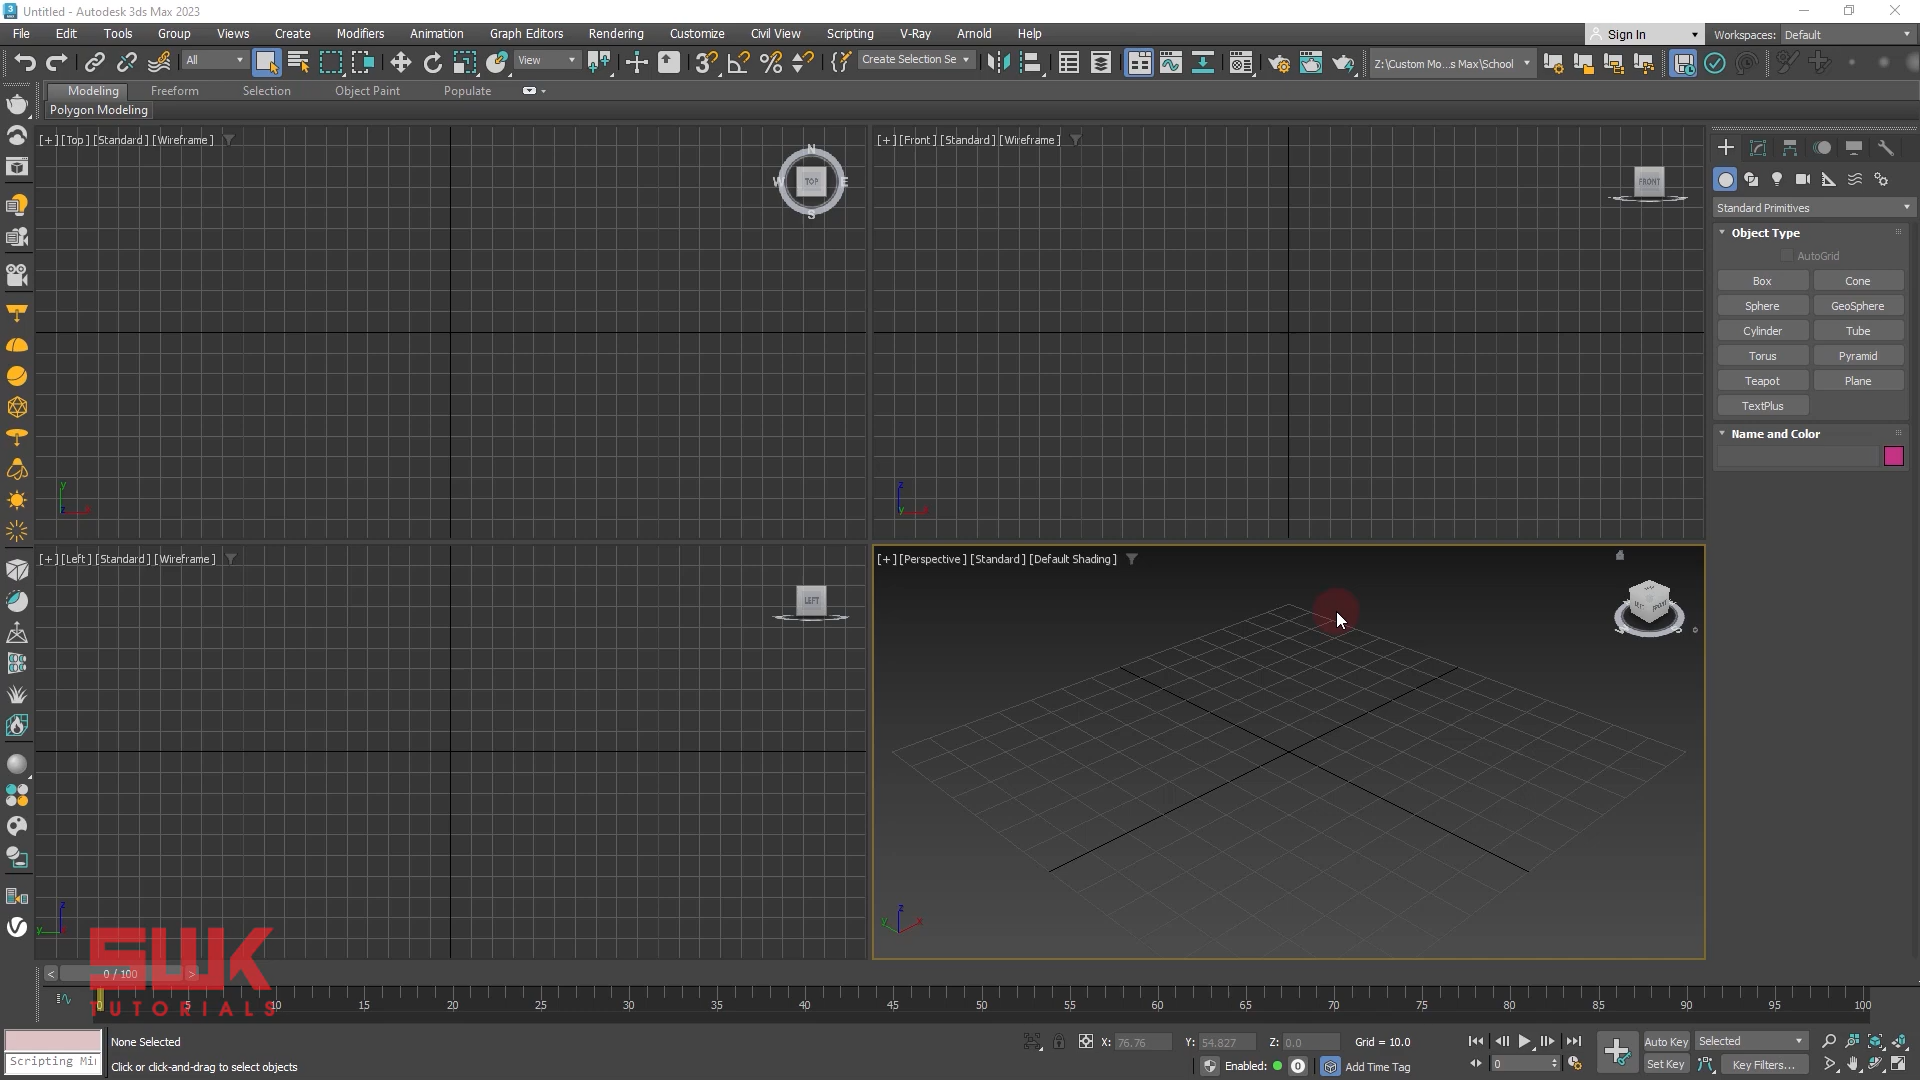 Untitled - Autodesk 3ds Max 2023
File Edit Tools Group Views Create Modifiers Animation Graph Editors Rendering Customize Civil View Scripting V-Ray Arnold Help
Sign In Workspaces: Default
All View Create Selection Se Z:\Custom Mo...s Max\School
Modeling Freeform Selection Object Paint Populate
Polygon Modeling
[+] [Top] [Standard] [Wireframe]
[+] [Front] [Standard] [Wireframe]
N
W TOP E
S
FRONT
Standard Primitives
Object Type
AutoGrid
Box Cone
Sphere GeoSphere
Cylinder Tube
Torus Pyramid
Teapot Plane
TextPlus
Name and Color
y
z x
z
y x
[+] [Left] [Standard] [Wireframe]
[+] [Perspective] [Standard] [Default Shading]
LEFT
z
y
z
y x
SWK
TUTORIALS
< 0 / 100 >
0 5 10 15 20 25 30 35 40 45 50 55 60 65 70 75 80 85 90 95 100
None Selected
X: 76.76 Y: 54.827 Z: 0.0 Grid = 10.0
Auto Key Selected
Scripting Mi
Click or click-and-drag to select objects
Enabled: 0 Add Time Tag
0
Set Key Key Filters...